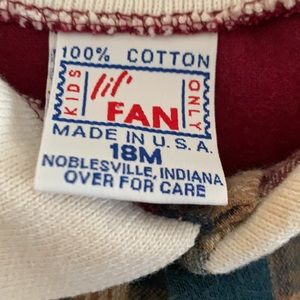 100% COTTON
KIDS
lil'
FAN
ONLY
MADE IN U.S.A.
18M
NOBLESVILLE, INDIANA
OVER FOR CARE